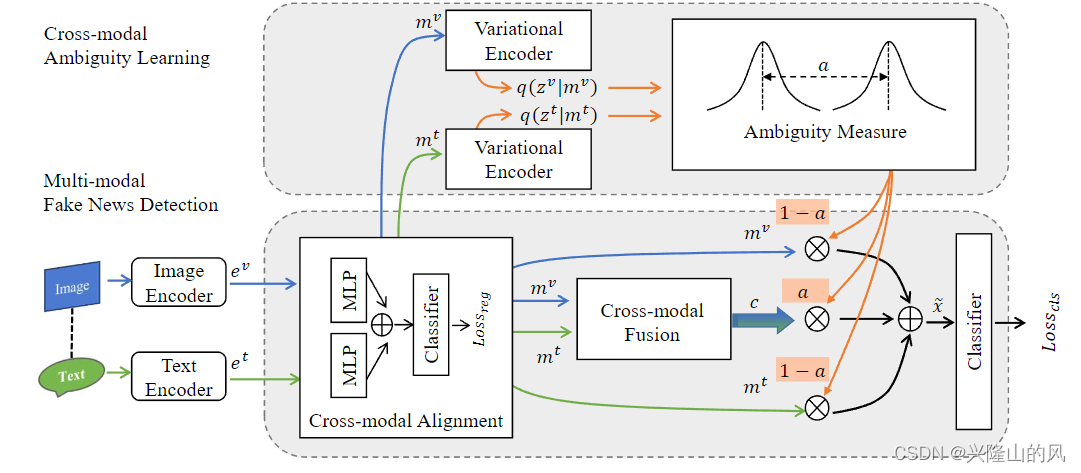 Cross-modal
Ambiguity Learning
m^v
Variational
Encoder
q(z^v|m^v)
q(z^t|m^t)
m^t
Variational
Encoder
a
Ambiguity Measure
Multi-modal
Fake News Detection
Image
Image
Encoder
e^v
Text
Text
Encoder
e^t
MLP
MLP
Classifier
Loss_{reg}
Cross-modal Alignment
m^v
m^t
Cross-modal
Fusion
c
1 − a
m^v
a
1 − a
m^t
x̃
Classifier
Loss_{cls}
CSDN @兴隆山的风